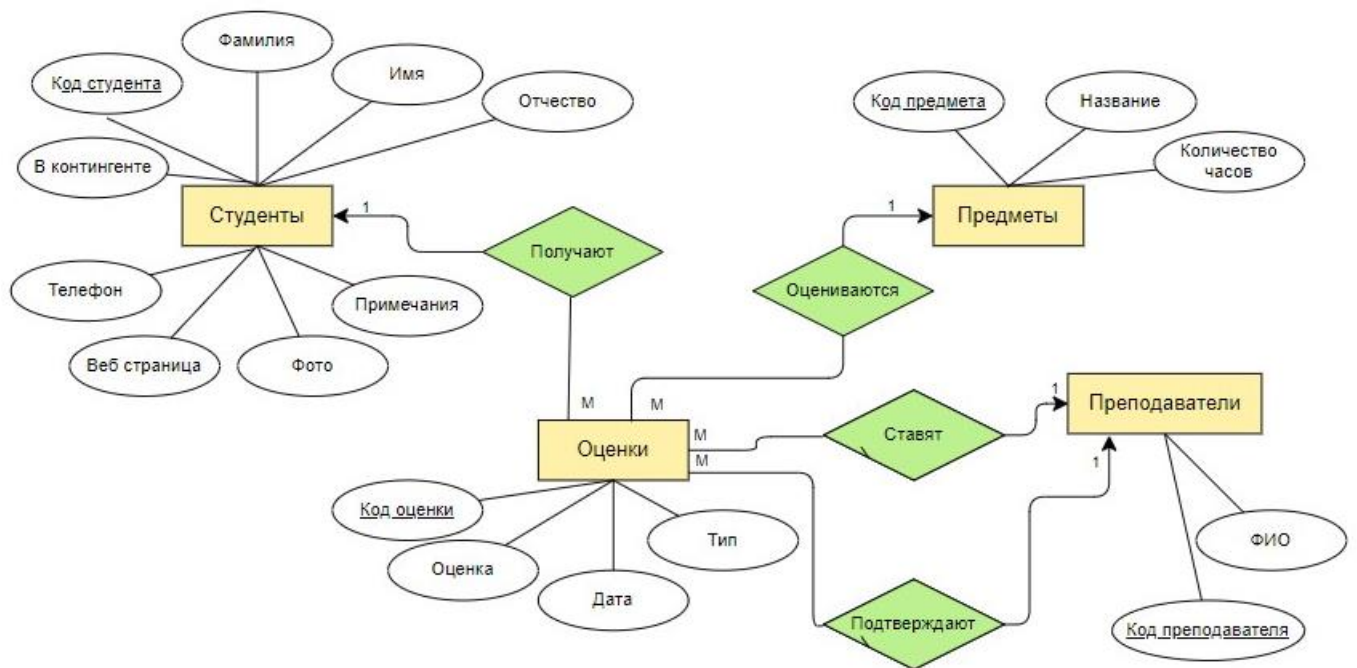 Фамилия
Код студента
Имя
Отчество
В контингенте
Студенты
1
Получают
Телефон
Примечания
Веб страница
Фото
Код предмета
Название
Количество
часов
1
Предметы
Оцениваются
М
М
М
М
Ставят
1
Преподаватели
1
Оценки
Код оценки
Тип
Оценка
Дата
ФИО
Подтверждают
Код преподавателя